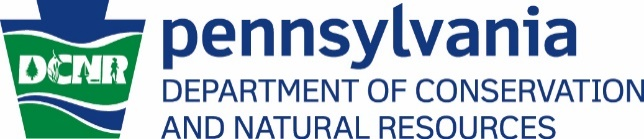 DCNR
pennsylvania
DEPARTMENT OF CONSERVATION
AND NATURAL RESOURCES